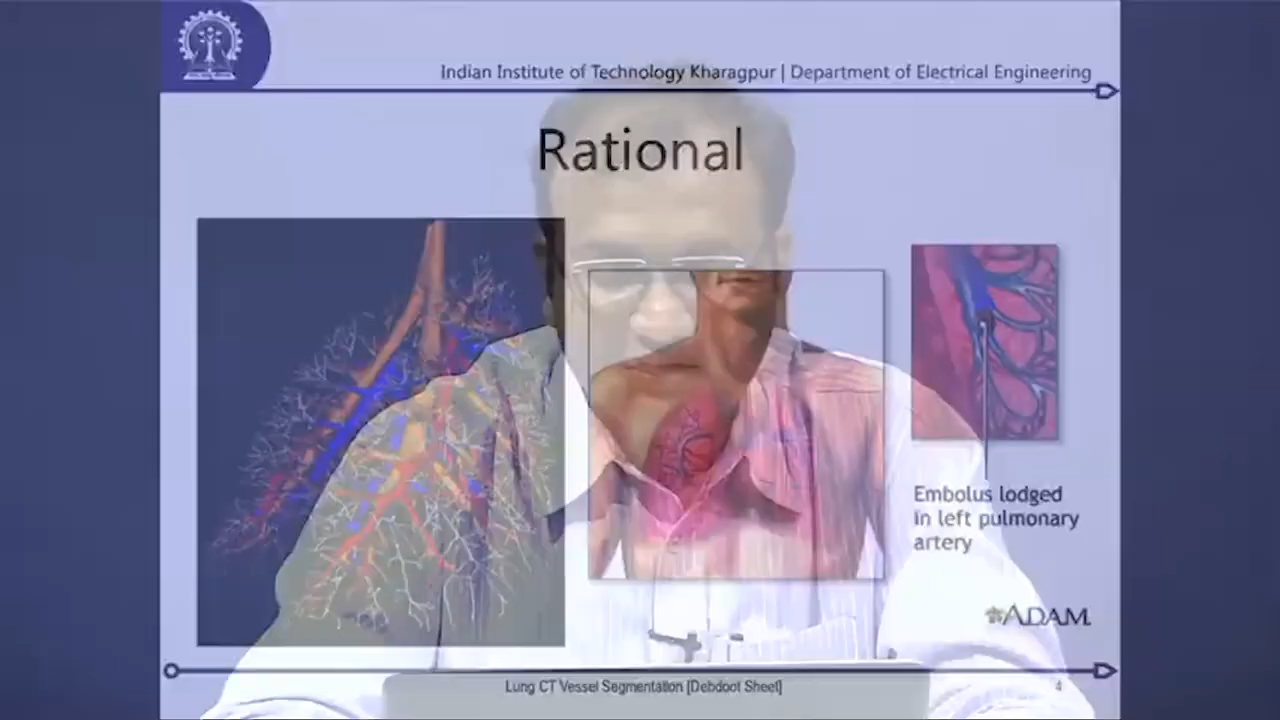 Indian Institute of Technology Kharagpur | Department of Electrical Engineering
Rational
Embolus lodged
in left pulmonary
artery
ADAM.
Lung CT Vessel Segmentation [Debdoot Sheet]
4